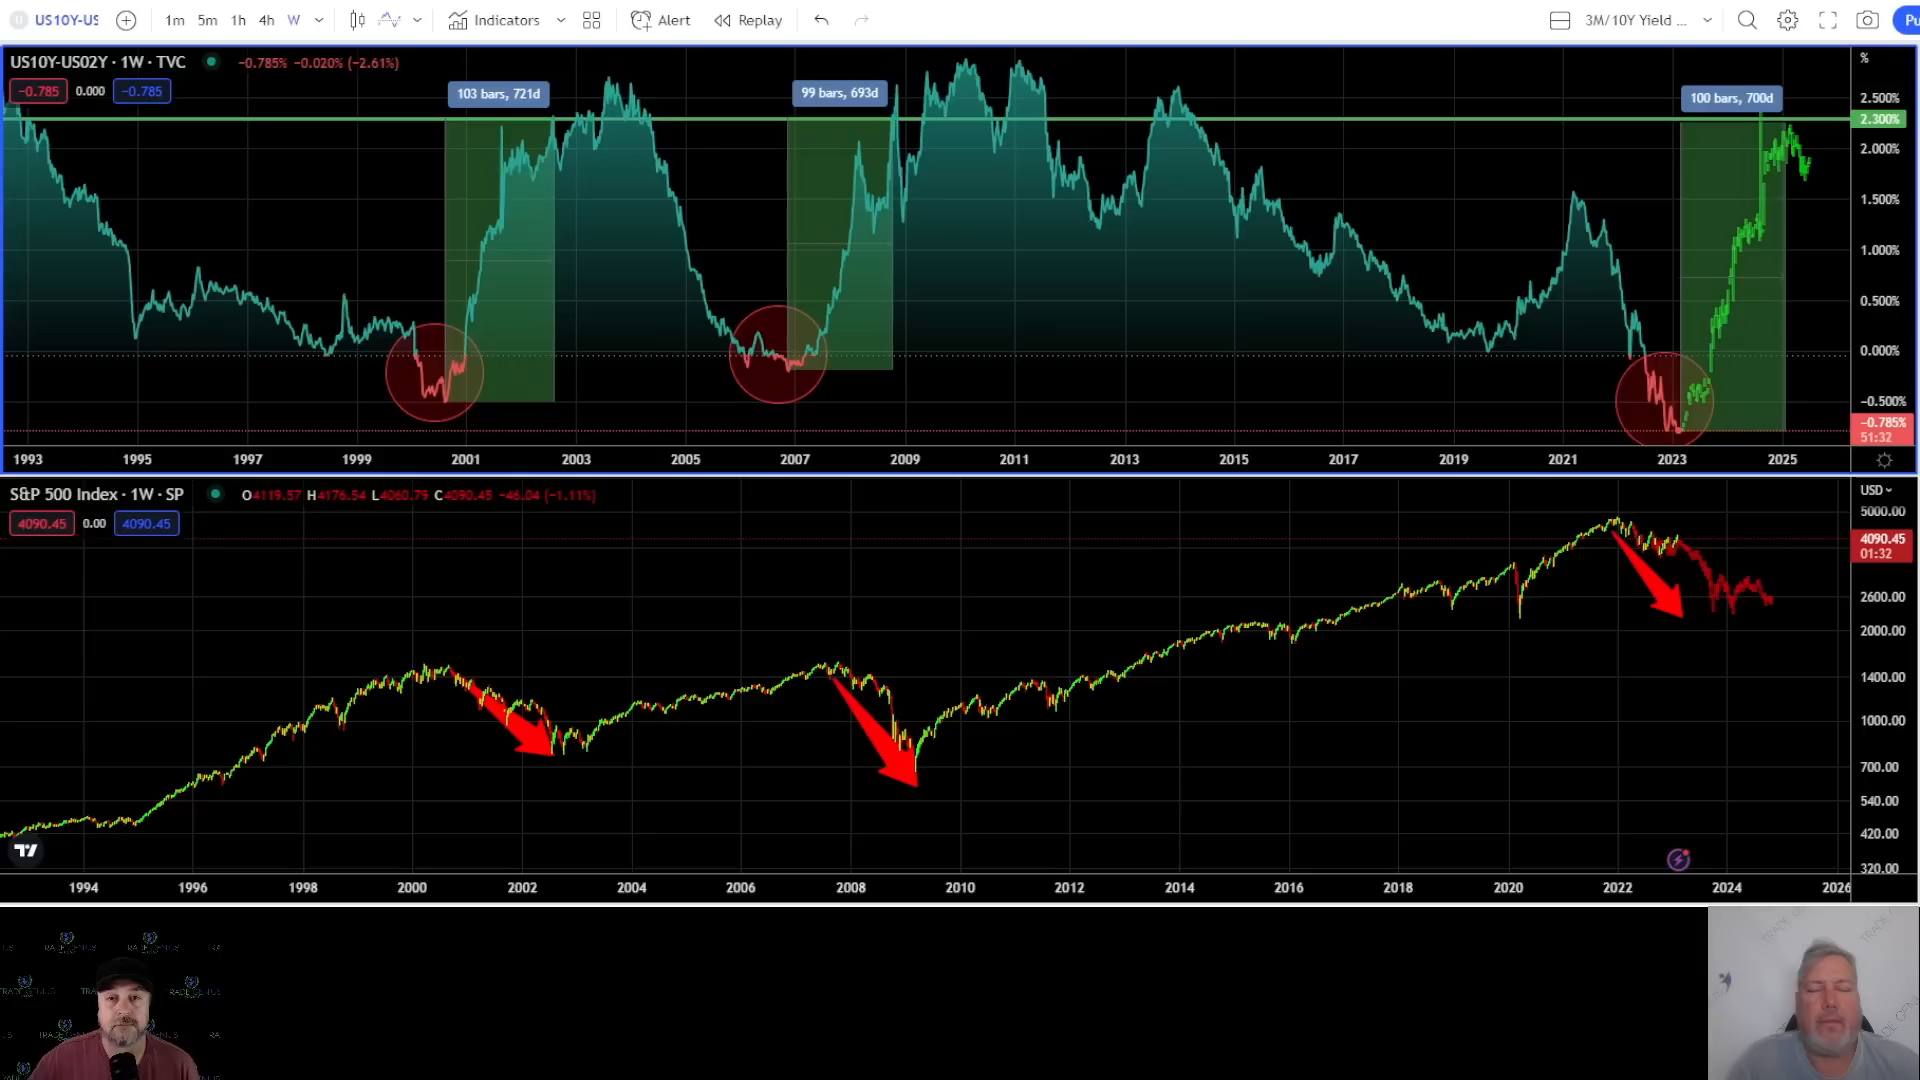 US10Y-US
1m 5m 1h 4h W Indicators Alert Replay 3M/10Y Yield ... Pu
US10Y-US02Y · 1W · TVC −0.785% −0.020% (−2.61%)
−0.785 0.000 −0.785
103 bars, 721d
99 bars, 693d
100 bars, 700d
%
2.500%
2.300%
2.000%
1.500%
1.000%
0.500%
0.000%
−0.500%
−0.785%
51:32
1993 1995 1997 1999 2001 2003 2005 2007 2009 2011 2013 2015 2017 2019 2021 2023 2025
S&P 500 Index · 1W · SP O4119.57 H4176.54 L4060.79 C4090.45 −46.04 (−1.11%)
4090.45 0.00 4090.45
USD
5000.00
4090.45
01:32
2600.00
2000.00
1400.00
1000.00
700.00
540.00
420.00
320.00
1994 1996 1998 2000 2002 2004 2006 2008 2010 2012 2014 2016 2018 2020 2022 2024 2026